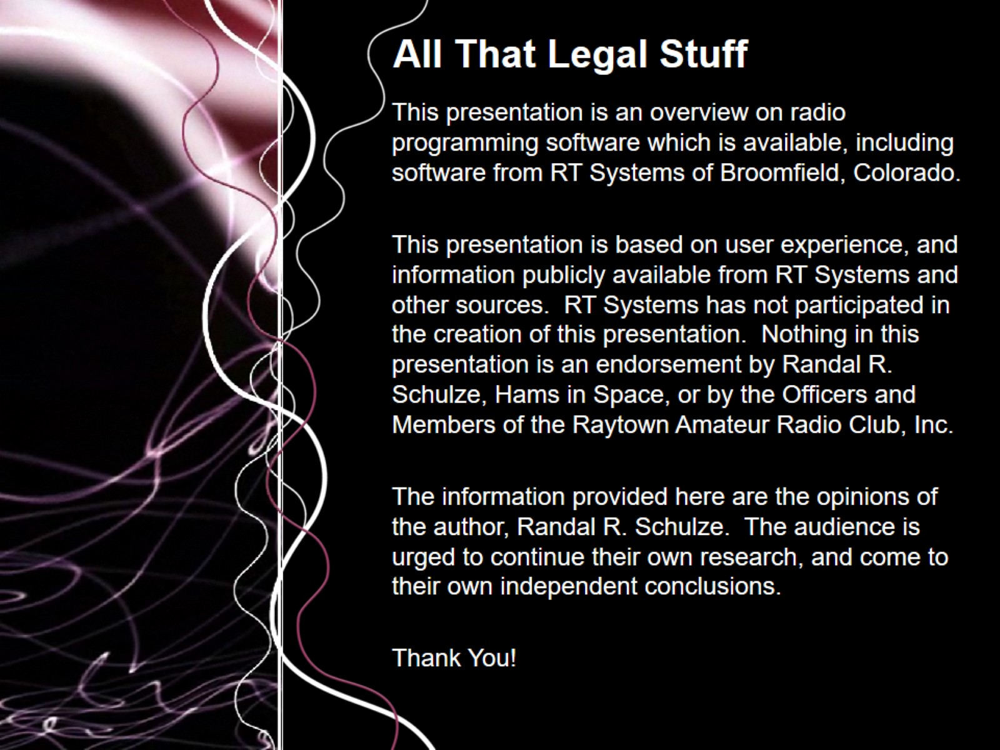 All That Legal Stuff
This presentation is an overview on radio
programming software which is available, including
software from RT Systems of Broomfield, Colorado.
This presentation is based on user experience, and
information publicly available from RT Systems and
other sources.  RT Systems has not participated in
the creation of this presentation.  Nothing in this
presentation is an endorsement by Randal R.
Schulze, Hams in Space, or by the Officers and
Members of the Raytown Amateur Radio Club, Inc.
The information provided here are the opinions of
the author, Randal R. Schulze.  The audience is
urged to continue their own research, and come to
their own independent conclusions.
Thank You!